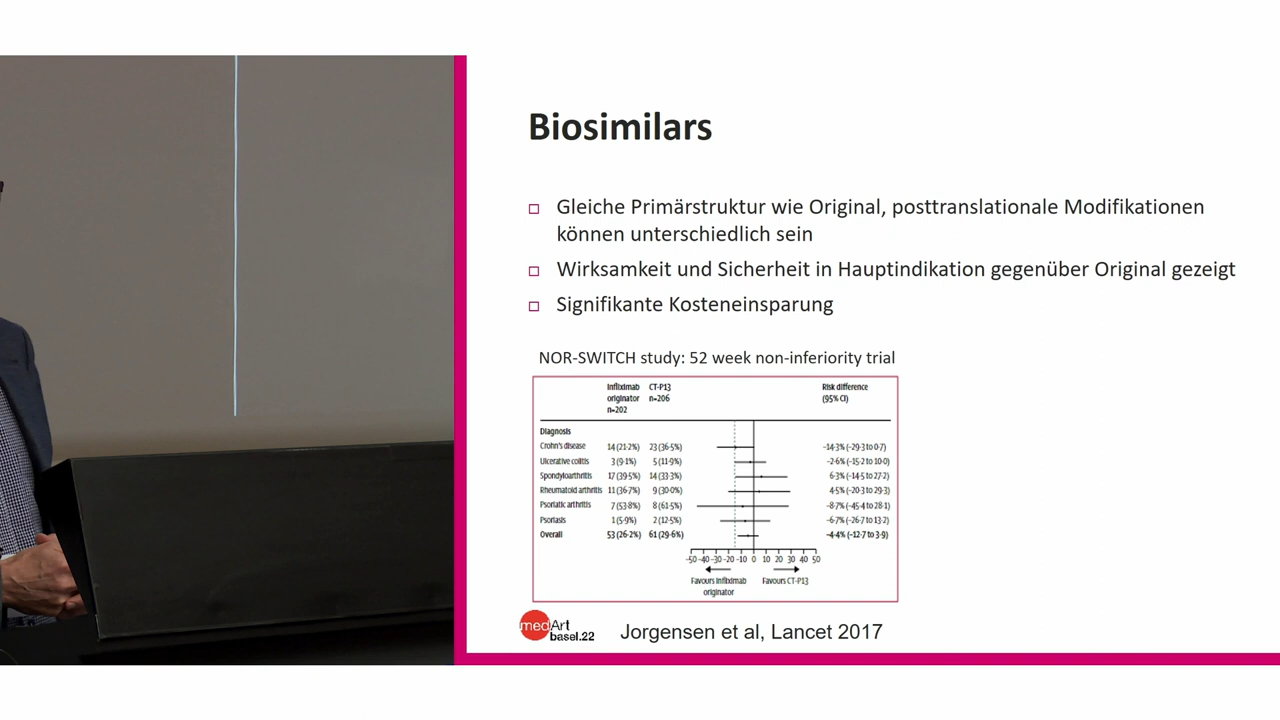 Biosimilars
Gleiche Primärstruktur wie Original, posttranslationale Modifikationen
können unterschiedlich sein
Wirksamkeit und Sicherheit in Hauptindikation gegenüber Original gezeigt
Signifikante Kosteneinsparung
NOR-SWITCH study: 52 week non-inferiority trial
Infliximab CT-P13 Risk difference
originator n=206 (95% CI)
n=202
Diagnosis
Crohn's disease 14 (21·2%) 23 (36·5%) -14·3% (-29·3 to 0·7)
Ulcerative colitis 3 (9·1%) 5 (11·9%) -2·6% (-15·2 to 10·0)
Spondyloarthritis 17 (39·5%) 14 (33·3%) 6·3% (-14·5 to 27·2)
Rheumatoid arthritis 11 (36·7%) 9 (30·0%) 4·5% (-20·3 to 29·3)
Psoriatic arthritis 7 (53·8%) 8 (61·5%) -8·7% (-45·4 to 28·1)
Psoriasis 1 (5·9%) 2 (12·5%) -6·7% (-26·7 to 13·2)
Overall 53 (26·2%) 61 (29·6%) -4·4% (-12·7 to 3·9)
-50 -40 -30 -20 -10 0 10 20 30 40 50
Favours infliximab Favours CT-P13
originator
medArt
basel.22
Jorgensen et al, Lancet 2017